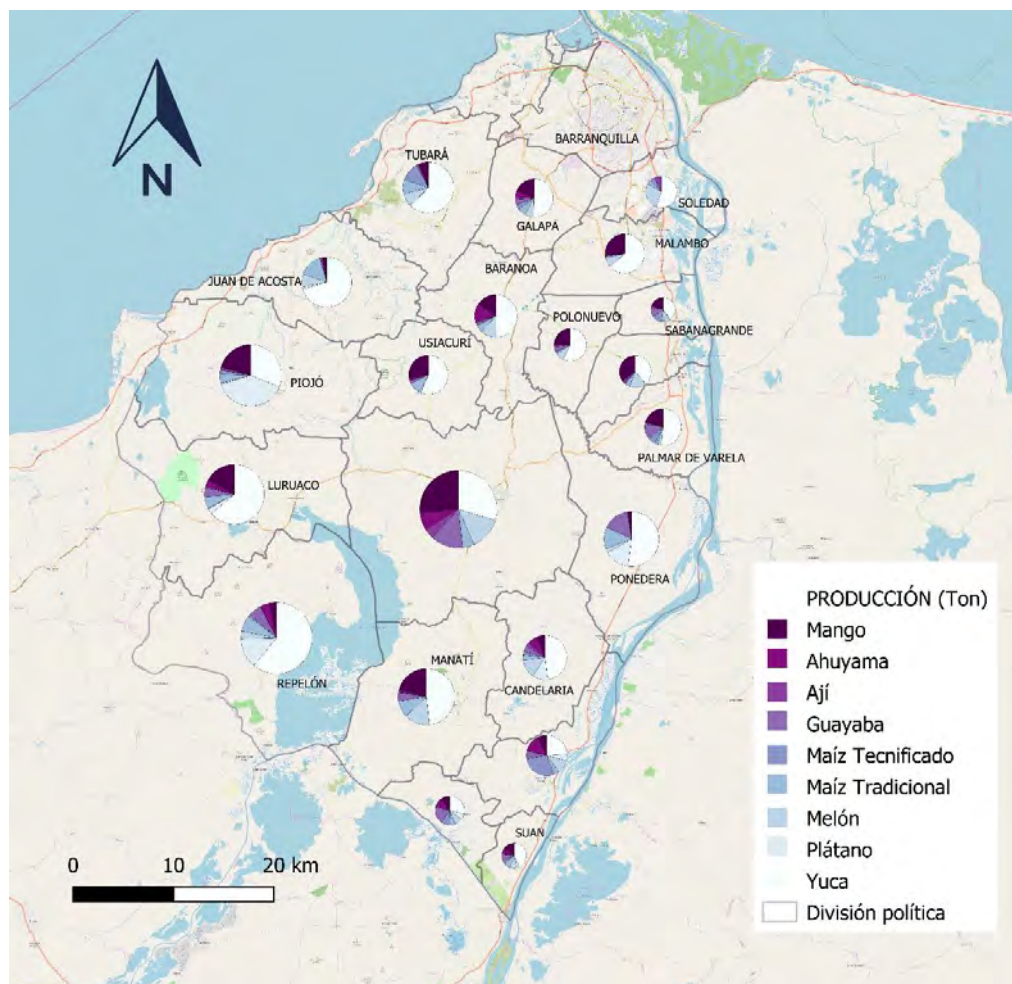 BARRANQUILLA
TUBARÁ
SOLEDAD
GALAPA
MALAMBO
BARANOA
JUAN DE ACOSTA
POLONUEVO
SABANAGRANDE
USIACURÍ
PIOJÓ
PALMAR DE VARELA
LURUACO
PONEDERA
MANATÍ
REPELÓN
CANDELARIA
SUAN
N
0 10 20 km
PRODUCCIÓN (Ton)
Mango
Ahuyama
Ají
Guayaba
Maíz Tecnificado
Maíz Tradicional
Melón
Plátano
Yuca
División política